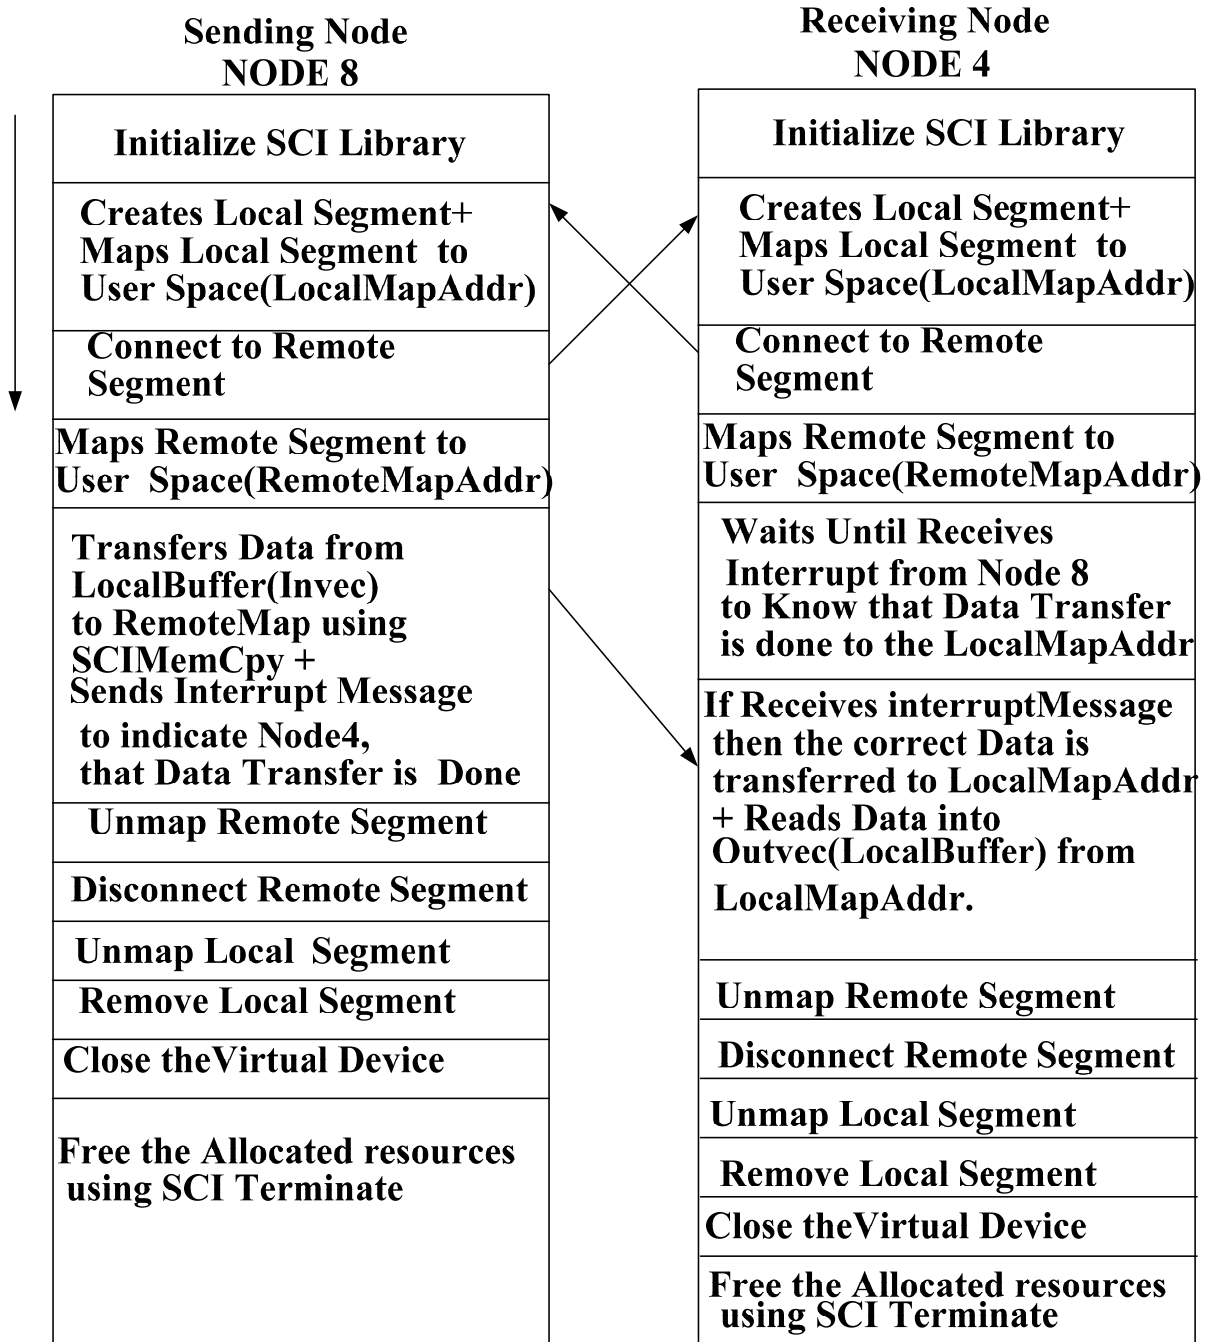 Sending Node
NODE 8
Initialize SCI Library
Creates Local Segment+
Maps Local Segment to
User Space(LocalMapAddr)
Connect to Remote
Segment
Maps Remote Segment to
User Space(RemoteMapAddr)
Transfers Data from
LocalBuffer(Invec)
to RemoteMap using
SCIMemCpy +
Sends Interrupt Message
to indicate Node4,
that Data Transfer is Done
Unmap Remote Segment
Disconnect Remote Segment
Unmap Local Segment
Remove Local Segment
Close theVirtual Device
Free the Allocated resources
using SCI Terminate
Receiving Node
NODE 4
Initialize SCI Library
Creates Local Segment+
Maps Local Segment to
User Space(LocalMapAddr)
Connect to Remote
Segment
Maps Remote Segment to
User Space(RemoteMapAddr)
Waits Until Receives
Interrupt from Node 8
to Know that Data Transfer
is done to the LocalMapAddr
If Receives interruptMessage
then the correct Data is
transferred to LocalMapAddr
+ Reads Data into
Outvec(LocalBuffer) from
LocalMapAddr.
Unmap Remote Segment
Disconnect Remote Segment
Unmap Local Segment
Remove Local Segment
Close theVirtual Device
Free the Allocated resources
using SCI Terminate